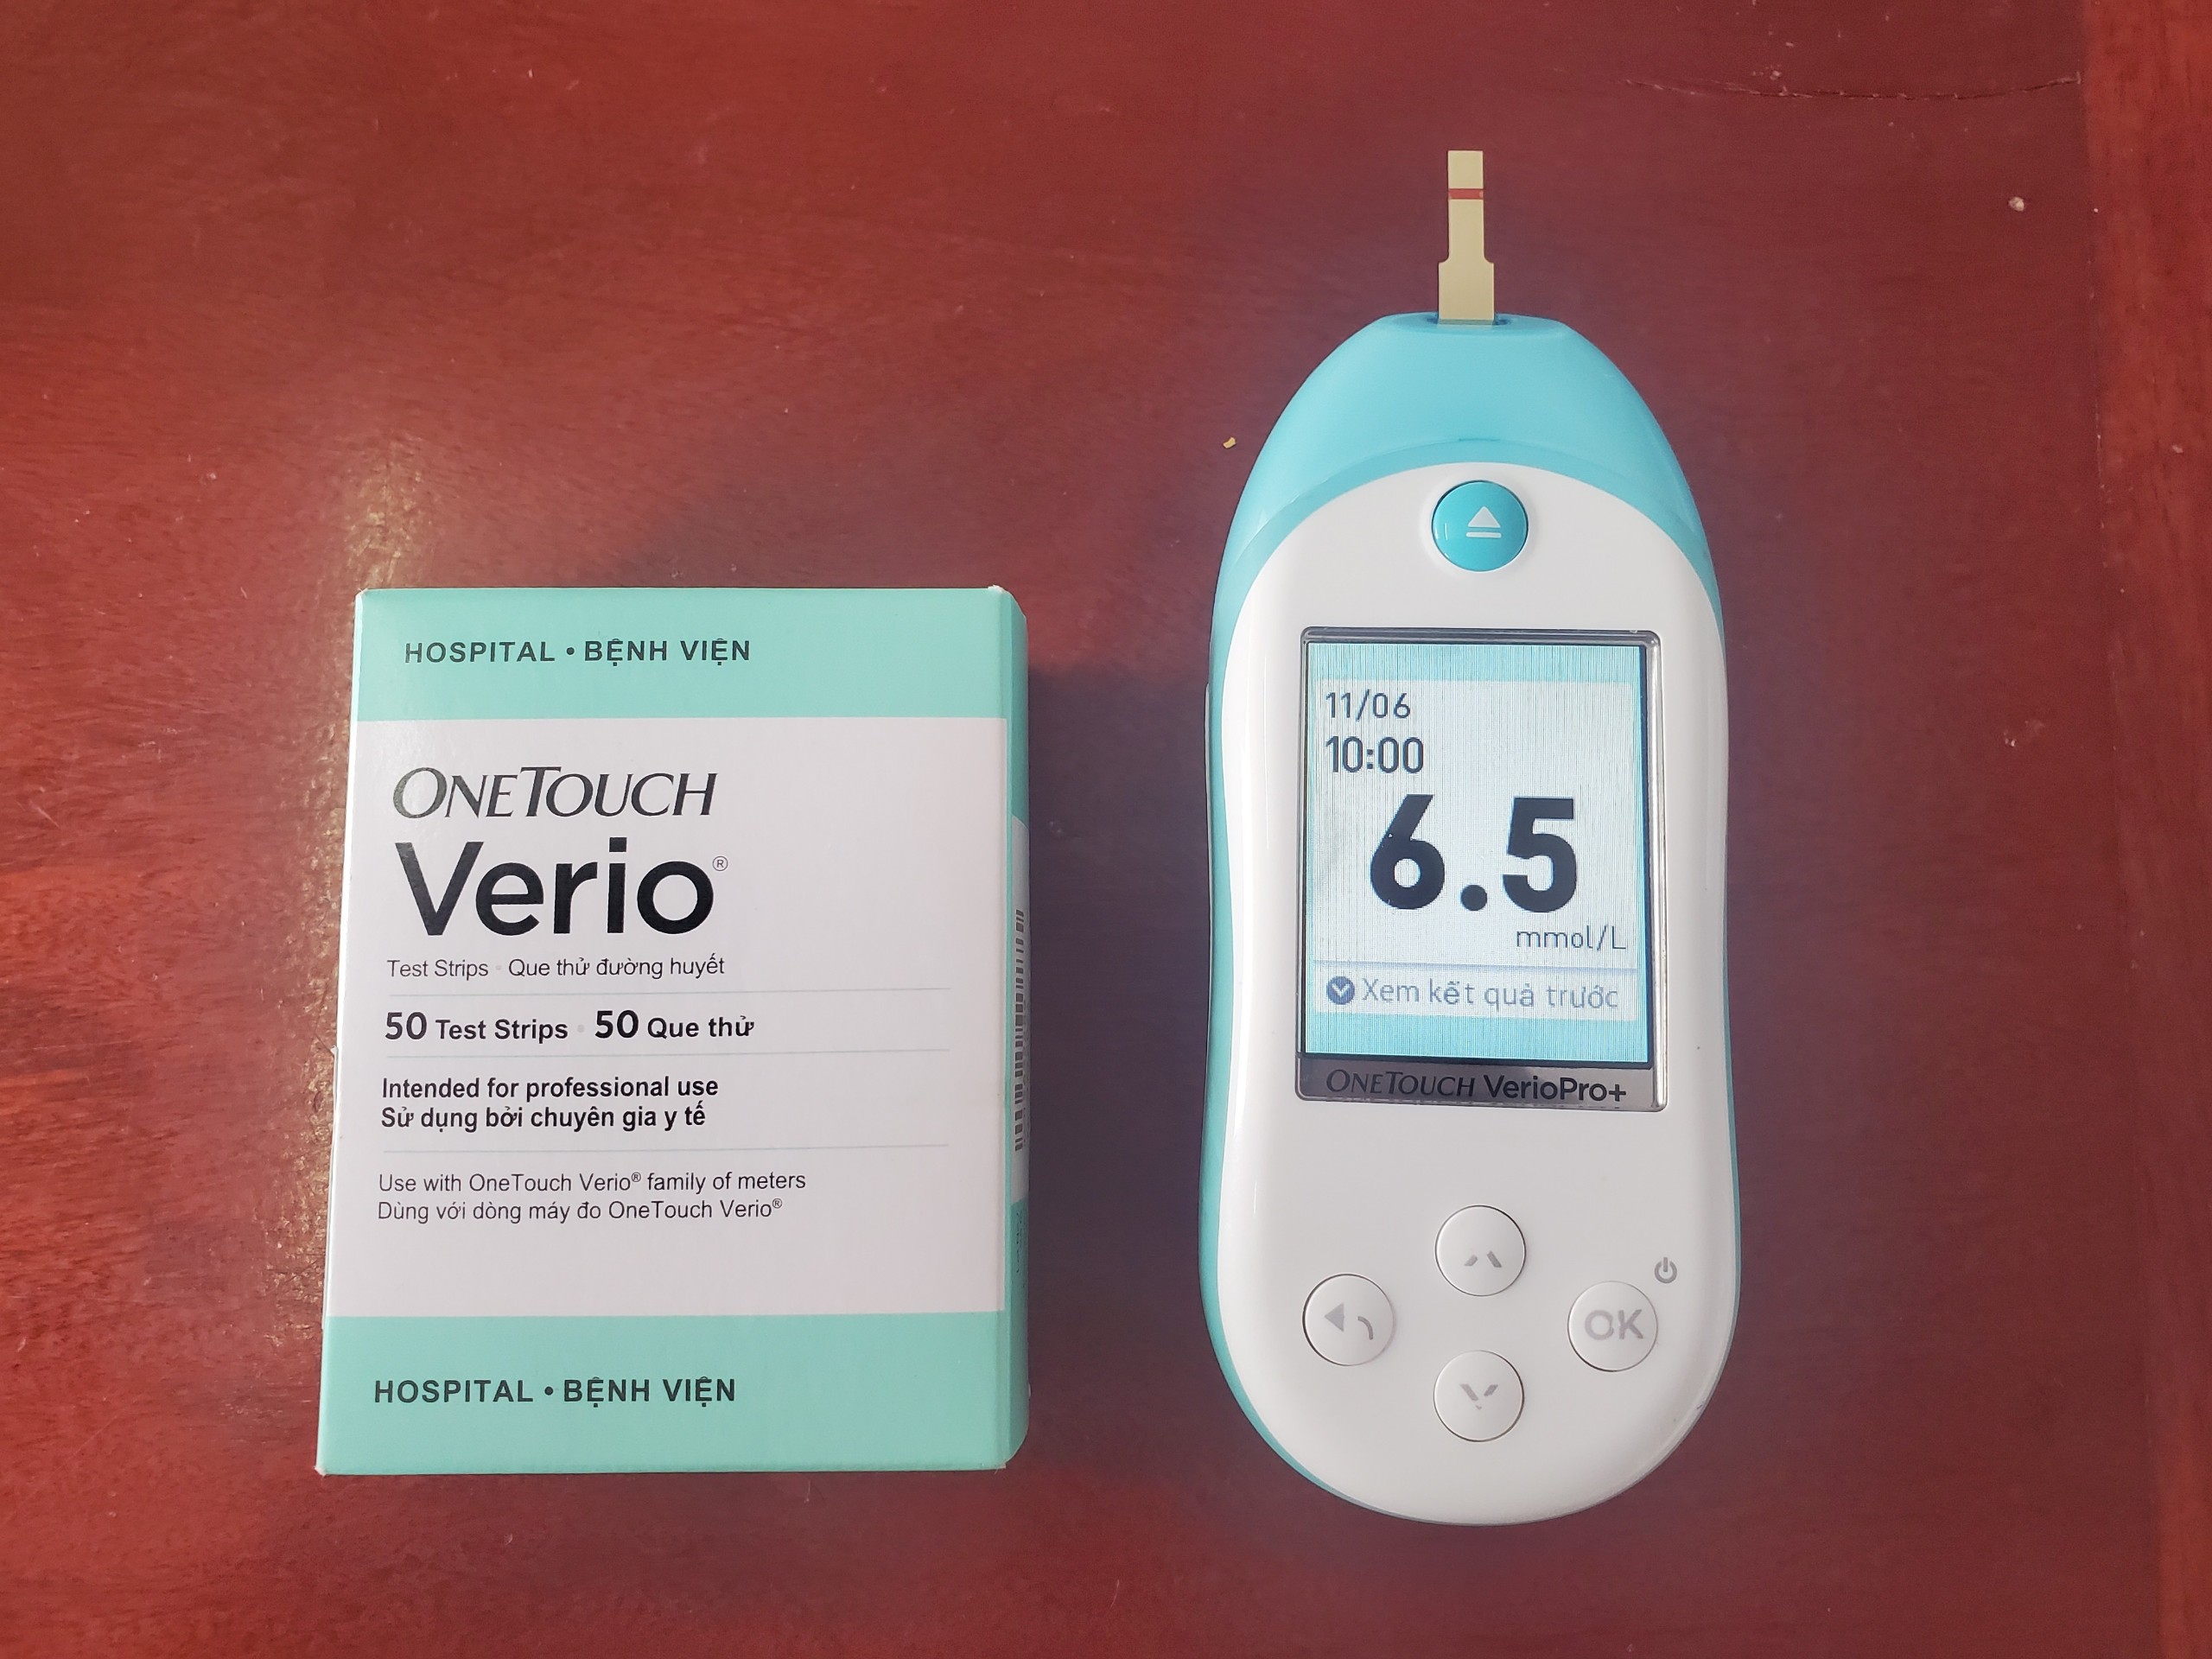 HOSPITAL • BỆNH VIỆN
ONETOUCH
Verio®
Test Strips • Que thử đường huyết
50 Test Strips • 50 Que thử
Intended for professional use
Sử dụng bởi chuyên gia y tế
Use with OneTouch Verio® family of meters
Dùng với dòng máy đo OneTouch Verio®
HOSPITAL • BỆNH VIỆN
11/06
10:00
6.5
mmol/L
Xem kết quả trước
ONETOUCH VerioPro+
OK